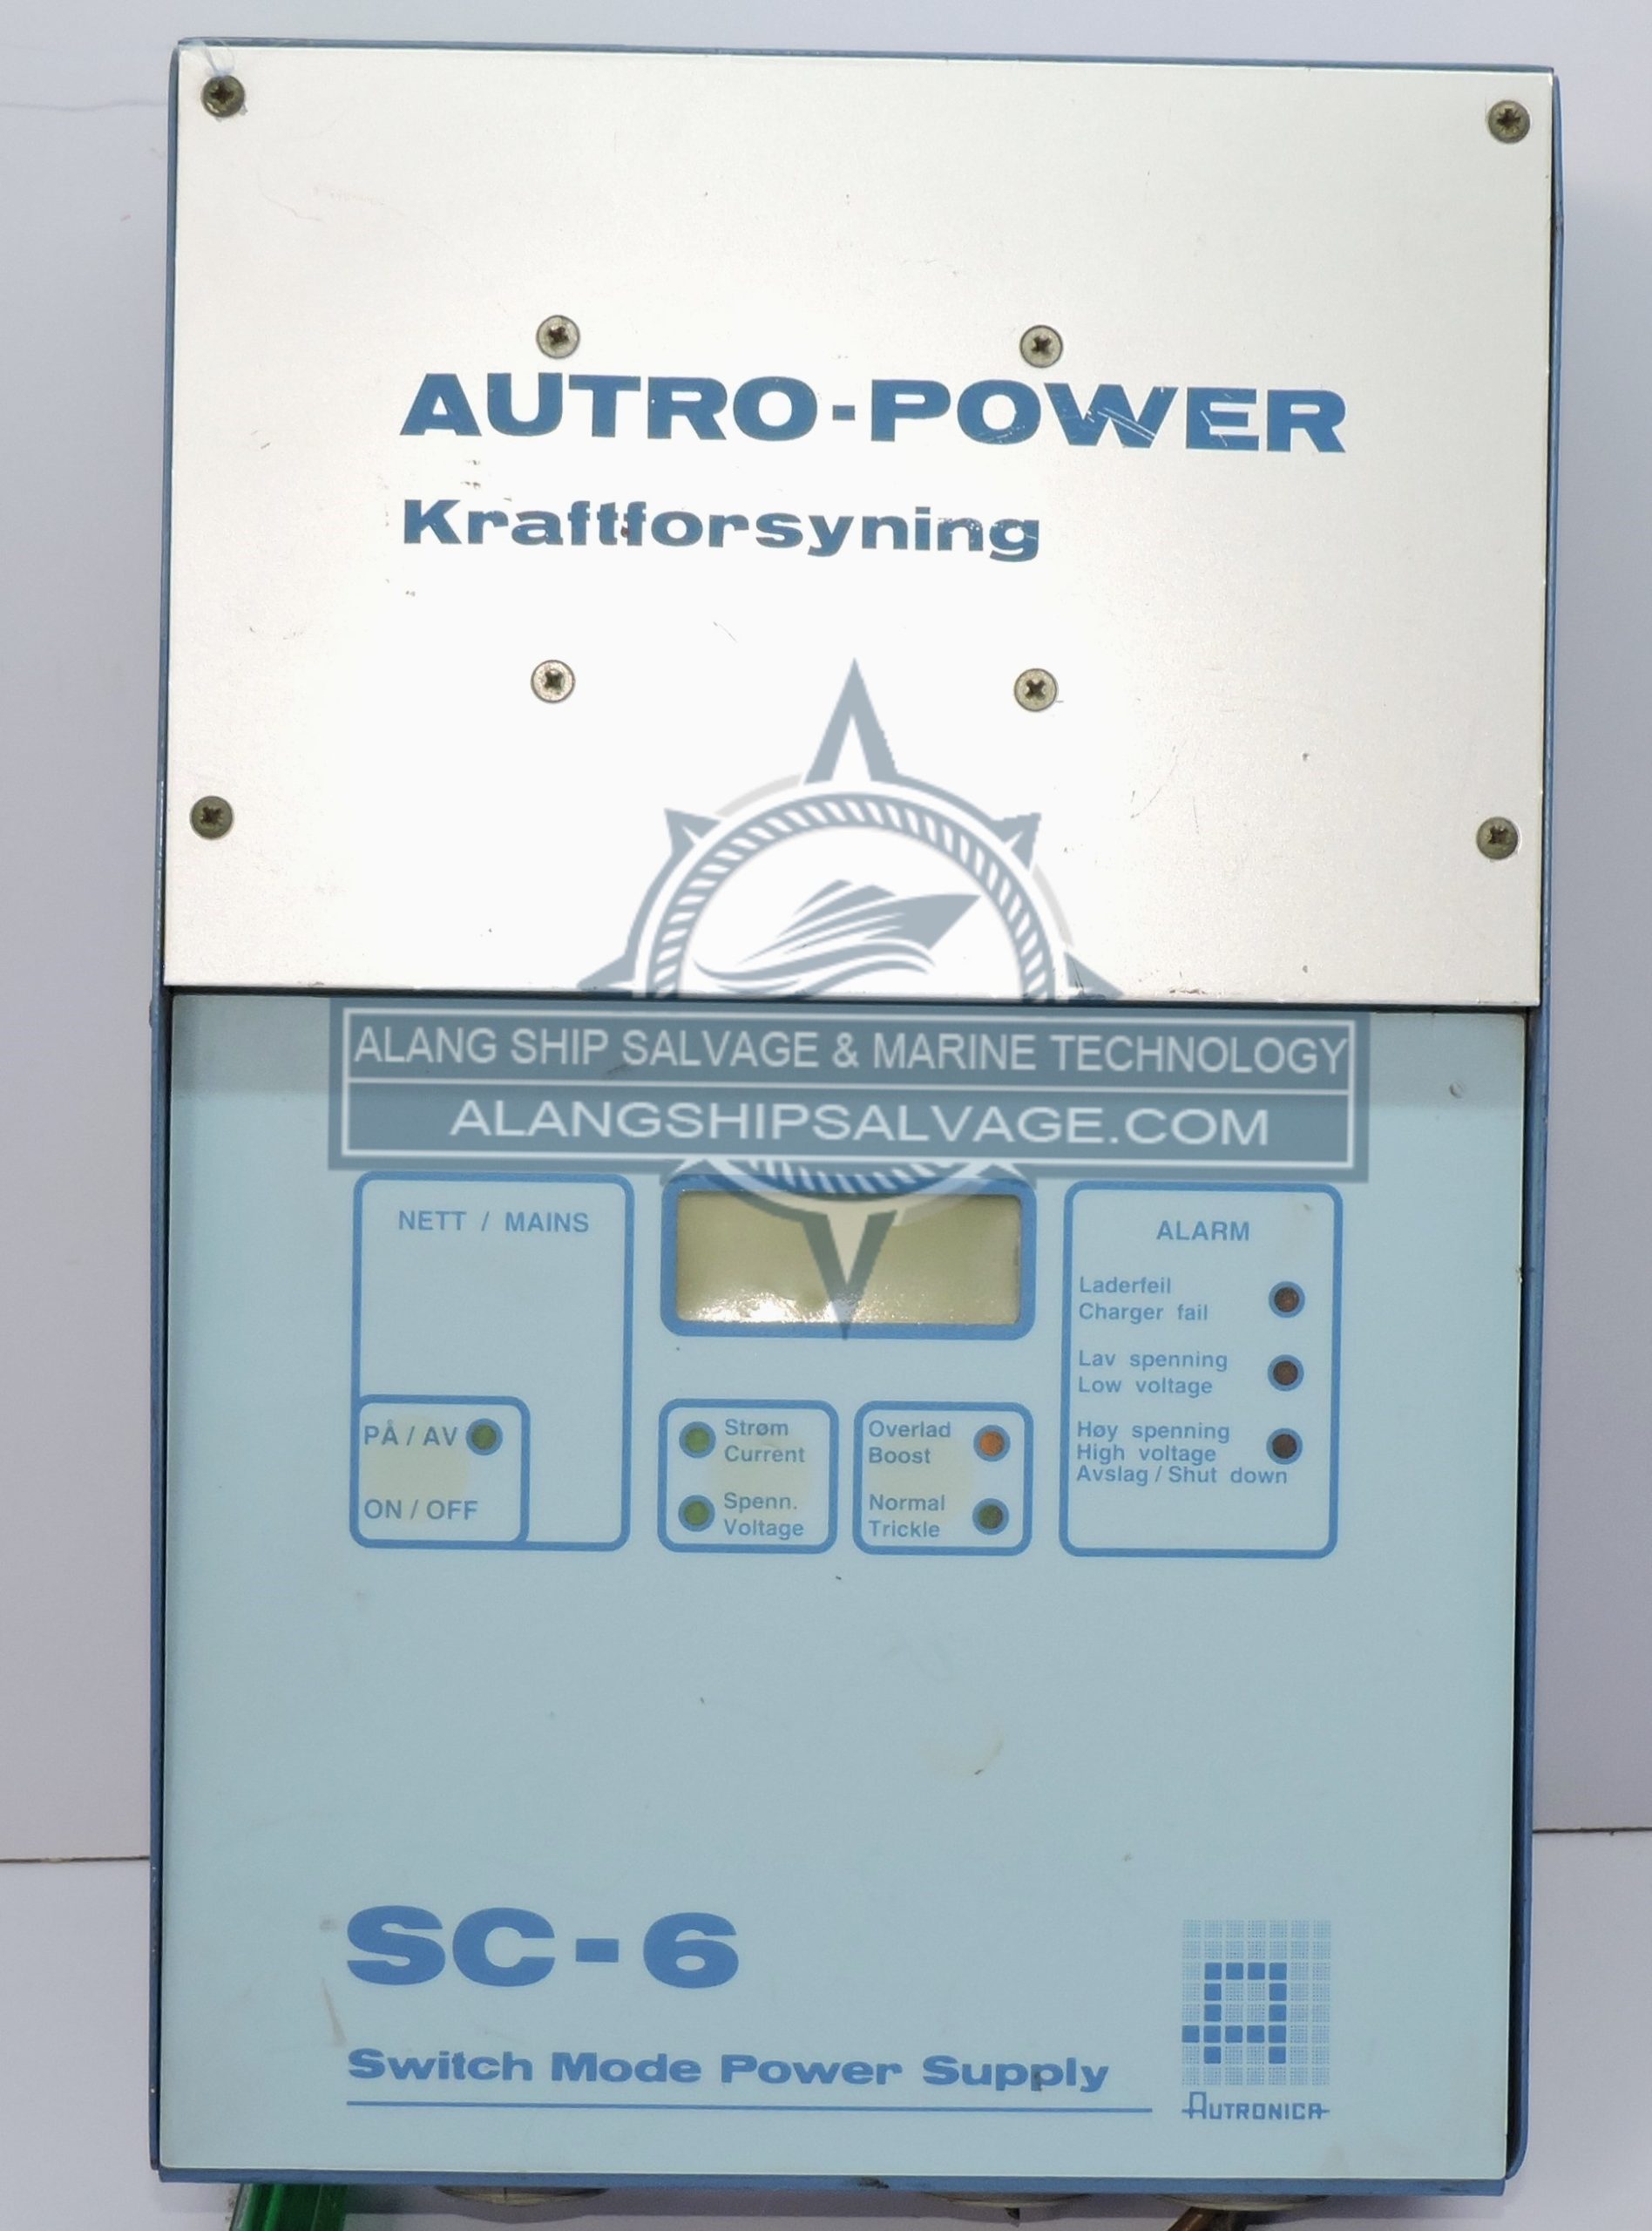 AUTRO-POWER
Kraftforsyning
ALANG SHIP SALVAGE & MARINE TECHNOLOGY
ALANGSHIPSALVAGE.COM
NETT / MAINS
PÅ / AV
ON / OFF
Strøm
Current
Spenn.
Voltage
Overlad
Boost
Normal
Trickle
ALARM
Laderfeil
Charger fail
Lav spenning
Low voltage
Høy spenning
High voltage
Avslag / Shut down
SC-6
Switch Mode Power Supply
AUTRONICA